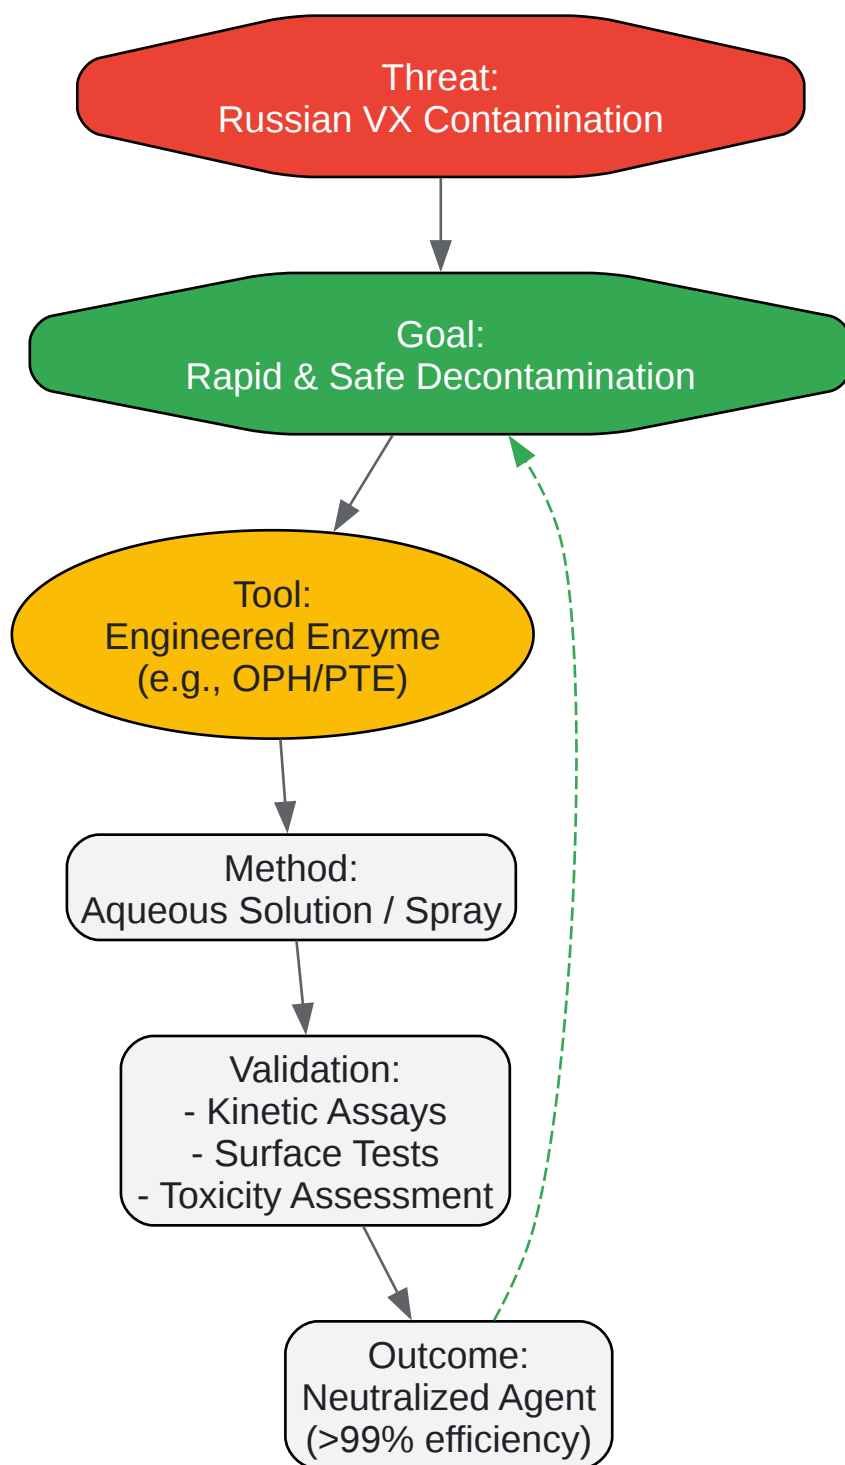 Threat:
Russian VX Contamination
Goal:
Rapid & Safe Decontamination
Tool:
Engineered Enzyme
(e.g., OPH/PTE)
Method:
Aqueous Solution / Spray
Validation:
- Kinetic Assays
- Surface Tests
- Toxicity Assessment
Outcome:
Neutralized Agent
(>99% efficiency)